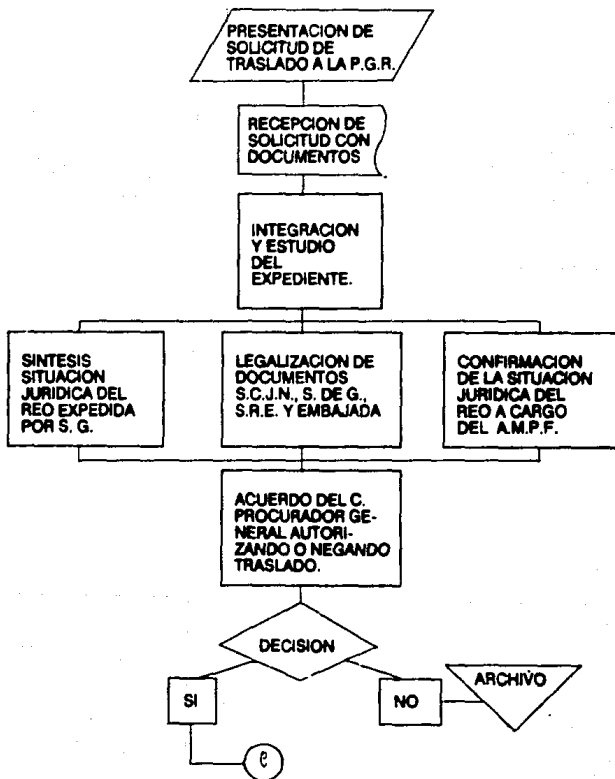 PRESENTACION DE
SOLICITUD DE
TRASLADO A LA P.G.R.
RECEPCION DE
SOLICITUD CON
DOCUMENTOS
INTEGRACION
Y ESTUDIO
DEL
EXPEDIENTE.
SINTESIS
SITUACION
JURIDICA DEL
REO EXPEDIDA
POR S. G.
LEGALIZACION DE
DOCUMENTOS
S.C.J.N., S. DE G.,
S.R.E. Y EMBAJADA
CONFIRMACION
DE LA SITUACION
JURIDICA DEL
REO A CARGO
DEL A.M.P.F.
ACUERDO DEL C.
PROCURADOR GE-
NERAL AUTORI-
ZANDO O NEGANDO
TRASLADO.
DECISION
SI
NO
ARCHIVO